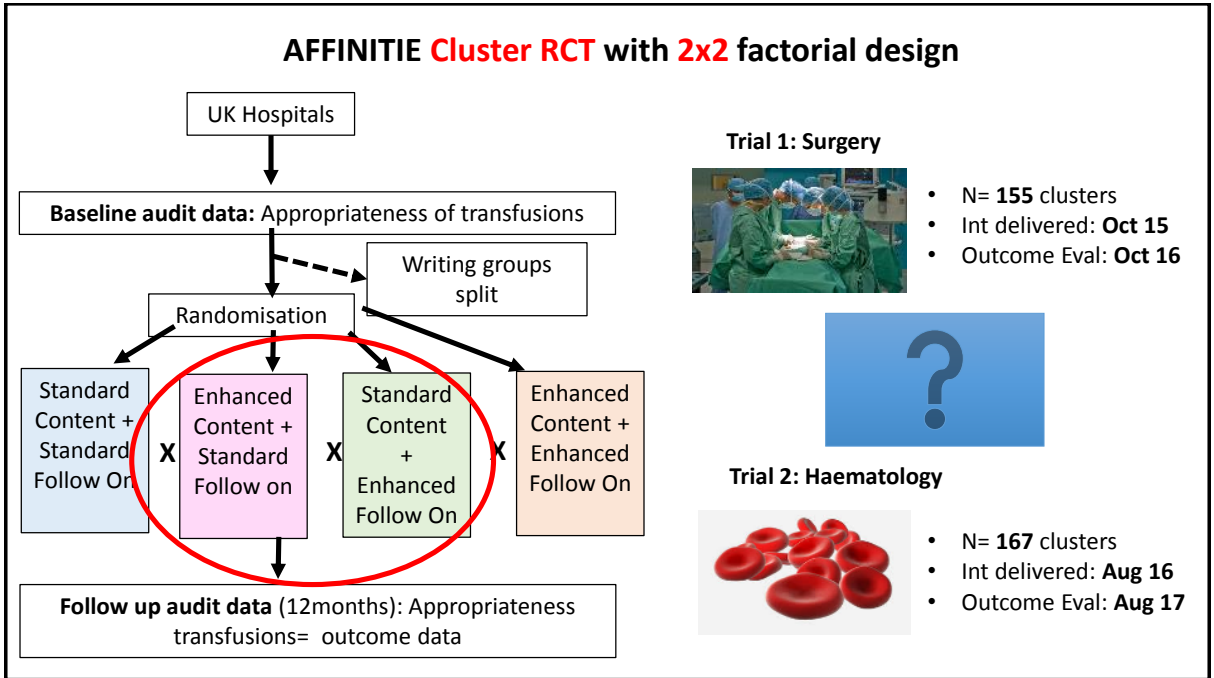 AFFINITIE Cluster RCT with 2x2 factorial design
UK Hospitals
Baseline audit data: Appropriateness of transfusions
Writing groups
split
Randomisation
Standard
Content +
Standard
Follow On
X
Enhanced
Content +
Standard
Follow on
X
Standard
Content
+
Enhanced
Follow On
X
Enhanced
Content +
Enhanced
Follow On
Follow up audit data (12months): Appropriateness
transfusions= outcome data
Trial 1: Surgery
• N= 155 clusters
• Int delivered: Oct 15
• Outcome Eval: Oct 16
?
Trial 2: Haematology
• N= 167 clusters
• Int delivered: Aug 16
• Outcome Eval: Aug 17